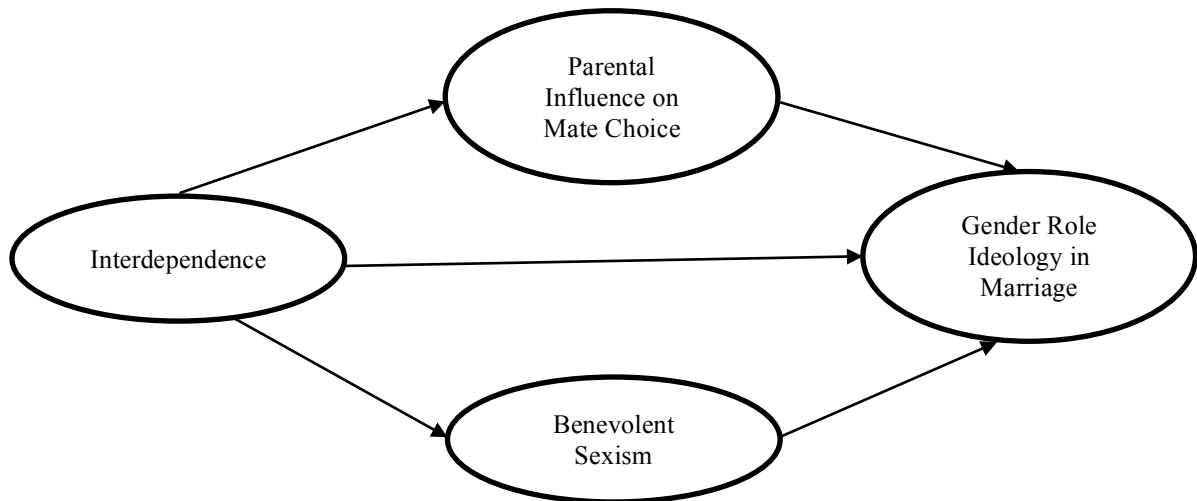 Parental
Influence on
Mate Choice
Interdependence
Gender Role
Ideology in
Marriage
Benevolent
Sexism